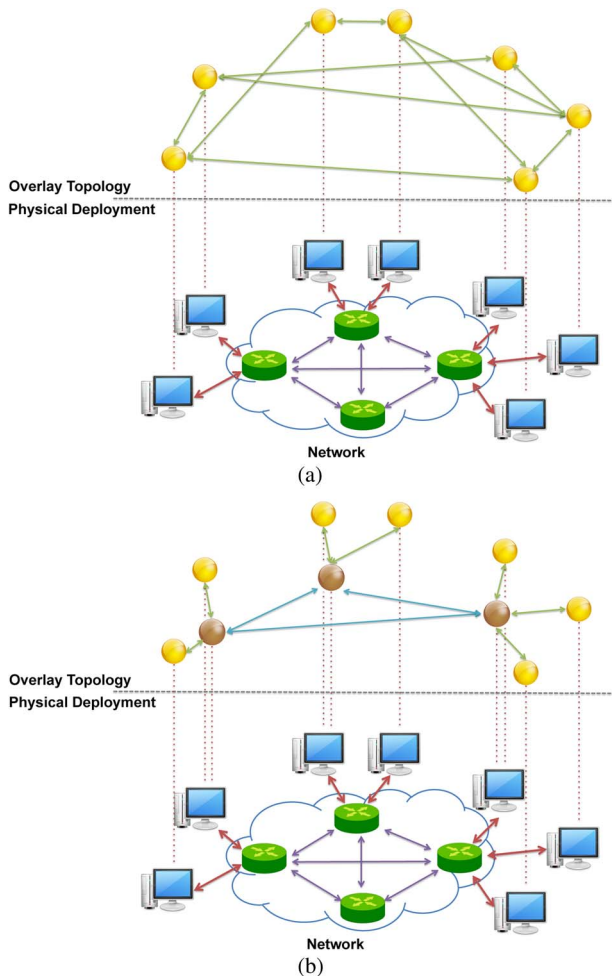 Overlay Topology
Physical Deployment
Network
(a)
Overlay Topology
Physical Deployment
Network
(b)